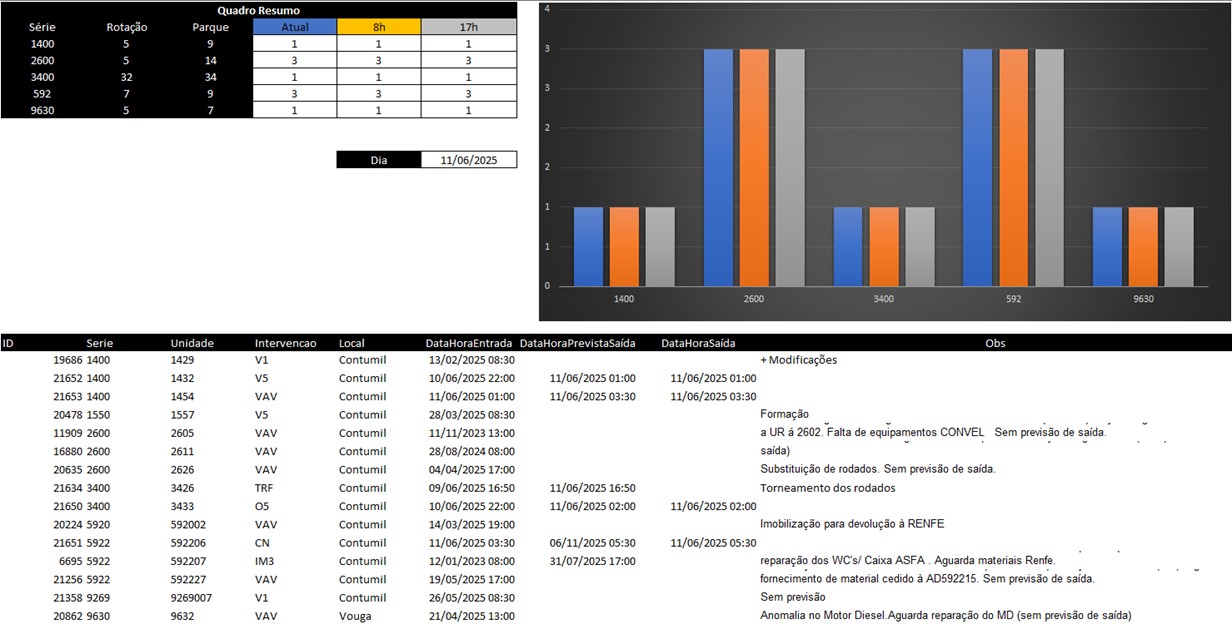 Quadro Resumo
Série Rotação Parque Atual 8h 17h
1400 5 9 1 1 1
2600 5 14 3 3 3
3400 32 34 1 1 1
592 7 9 3 3 3
9630 5 7 1 1 1
Dia 11/06/2025
4
3
3
2
2
1
1
0
1400 2600 3400 592 9630
ID Serie Unidade Intervencao Local DataHoraEntrada DataHoraPrevistaSaída DataHoraSaída Obs
19686 1400 1429 V1 Contumil 13/02/2025 08:30 + Modificações
21652 1400 1432 V5 Contumil 10/06/2025 22:00 11/06/2025 01:00 11/06/2025 01:00
21653 1400 1454 VAV Contumil 11/06/2025 01:00 11/06/2025 03:30 11/06/2025 03:30
20478 1550 1557 V5 Contumil 28/03/2025 08:30 Formação
11909 2600 2605 VAV Contumil 11/11/2023 13:00 a UR á 2602. Falta de equipamentos CONVEL Sem previsão de saída.
16880 2600 2611 VAV Contumil 28/08/2024 08:00 saída)
20635 2600 2626 VAV Contumil 04/04/2025 17:00 Substituição de rodados. Sem previsão de saída.
21634 3400 3426 TRF Contumil 09/06/2025 16:50 11/06/2025 16:50 Torneamento dos rodados
21650 3400 3433 O5 Contumil 10/06/2025 22:00 11/06/2025 02:00 11/06/2025 02:00
20224 5920 592002 VAV Contumil 14/03/2025 19:00 Imobilização para devolução à RENFE
21651 5922 592206 CN Contumil 11/06/2025 03:30 06/11/2025 05:30 11/06/2025 05:30
6695 5922 592207 IM3 Contumil 12/01/2023 08:00 31/07/2025 17:00 reparação dos WC's/ Caixa ASFA . Aguarda materiais Renfe.
21256 5922 592227 VAV Contumil 19/05/2025 17:00 fornecimento de material cedido à AD592215. Sem previsão de saída.
21358 9269 9269007 V1 Contumil 26/05/2025 08:30 Sem previsão
20862 9630 9632 VAV Vouga 21/04/2025 13:00 Anomalia no Motor Diesel.Aguarda reparação do MD (sem previsão de saída)